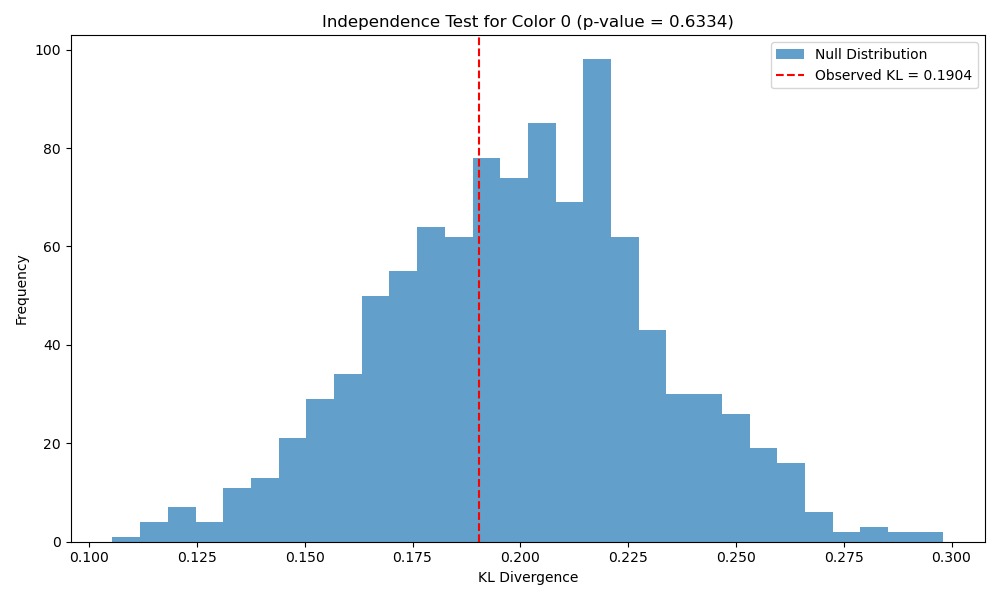 Independence Test for Color 0 (p-value = 0.6334)
Null Distribution
Observed KL = 0.1904
Frequency
100
80
60
40
20
0
0.100 0.125 0.150 0.175 0.200 0.225 0.250 0.275 0.300
KL Divergence